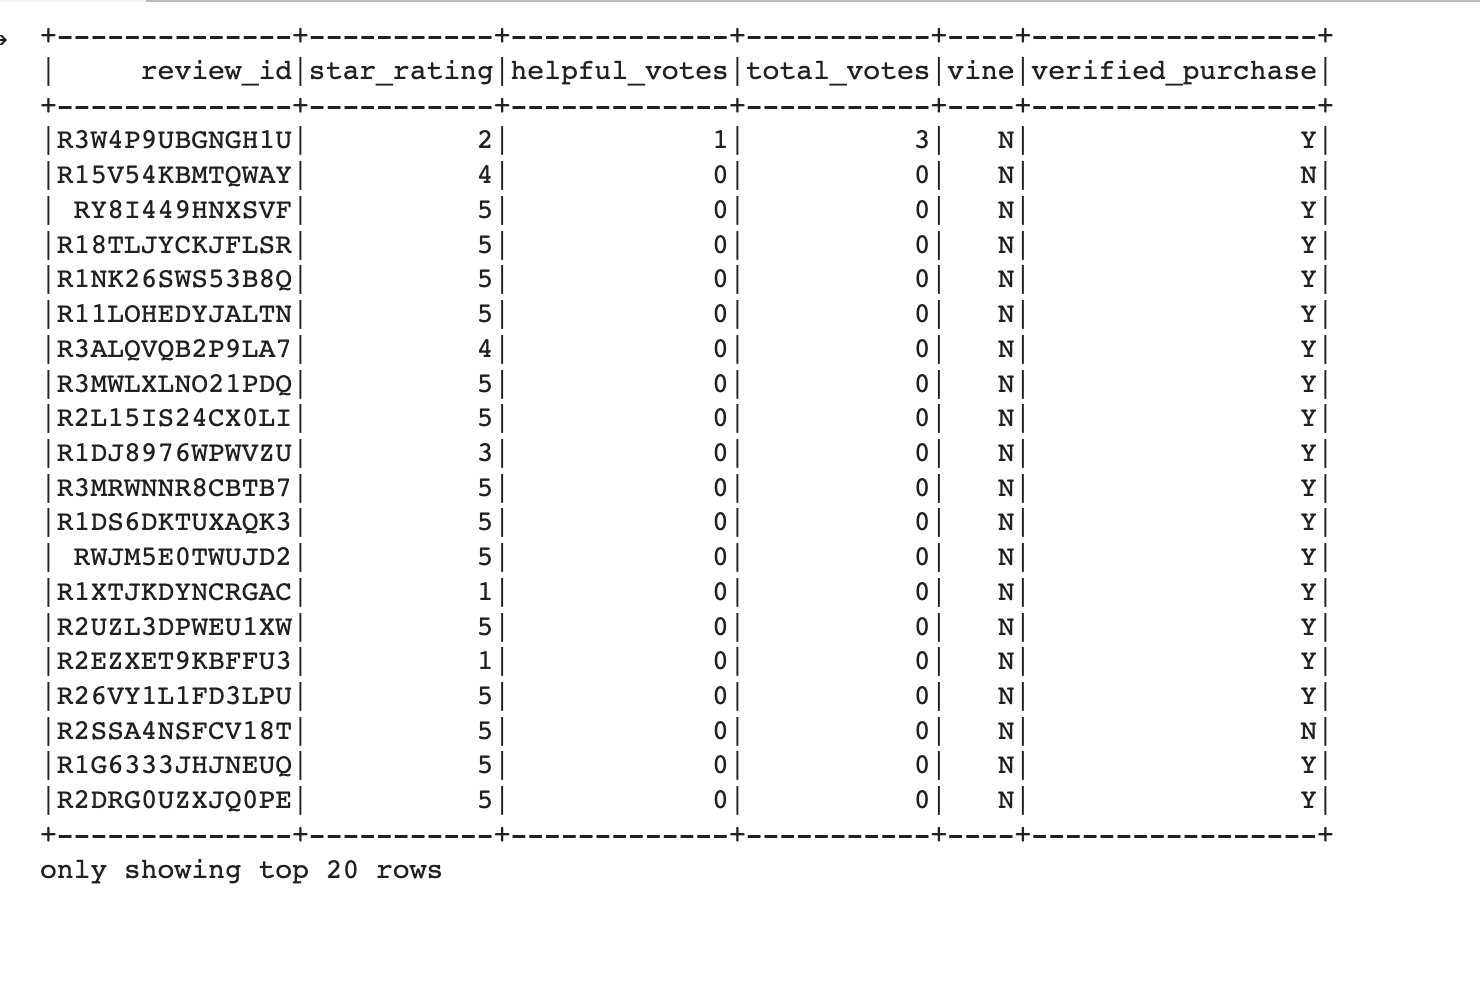 +--------------+-----------+-------------+-----------+----+-----------------+
|     review_id|star_rating|helpful_votes|total_votes|vine|verified_purchase|
+--------------+-----------+-------------+-----------+----+-----------------+
|R3W4P9UBGNGH1U|          2|            1|          3|   N|                Y|
|R15V54KBMTQWAY|          4|            0|          0|   N|                N|
| RY8I449HNXSVF|          5|            0|          0|   N|                Y|
|R18TLJYCKJFLSR|          5|            0|          0|   N|                Y|
|R1NK26SWS53B8Q|          5|            0|          0|   N|                Y|
|R11LOHEDYJALTN|          5|            0|          0|   N|                Y|
|R3ALQVQB2P9LA7|          4|            0|          0|   N|                Y|
|R3MWLXLNO21PDQ|          5|            0|          0|   N|                Y|
|R2L15IS24CX0LI|          5|            0|          0|   N|                Y|
|R1DJ8976WPWVZU|          3|            0|          0|   N|                Y|
|R3MRWNNR8CBTB7|          5|            0|          0|   N|                Y|
|R1DS6DKTUXAQK3|          5|            0|          0|   N|                Y|
| RWJM5E0TWUJD2|          5|            0|          0|   N|                Y|
|R1XTJKDYNCRGAC|          1|            0|          0|   N|                Y|
|R2UZL3DPWEU1XW|          5|            0|          0|   N|                Y|
|R2EZXET9KBFFU3|          1|            0|          0|   N|                Y|
|R26VY1L1FD3LPU|          5|            0|          0|   N|                Y|
|R2SSA4NSFCV18T|          5|            0|          0|   N|                N|
|R1G6333JHJNEUQ|          5|            0|          0|   N|                Y|
|R2DRG0UZXJQ0PE|          5|            0|          0|   N|                Y|
+--------------+-----------+-------------+-----------+----+-----------------+
only showing top 20 rows